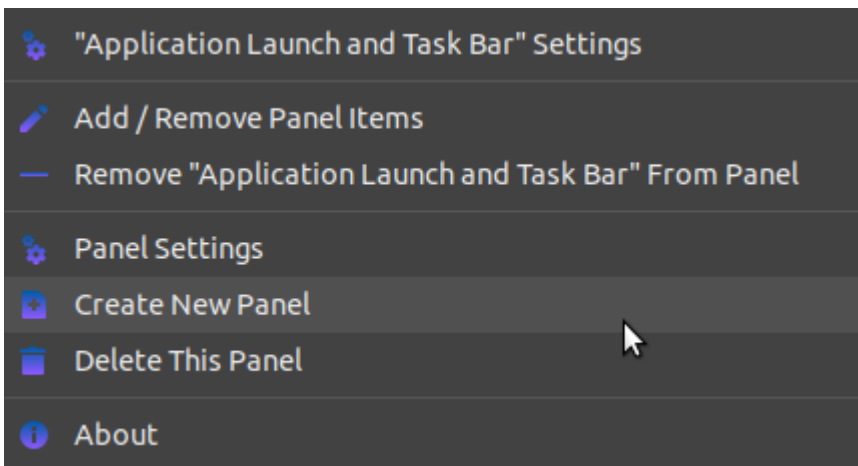 "Application Launch and Task Bar" Settings
Add / Remove Panel Items
Remove "Application Launch and Task Bar" From Panel
Panel Settings
Create New Panel
Delete This Panel
About